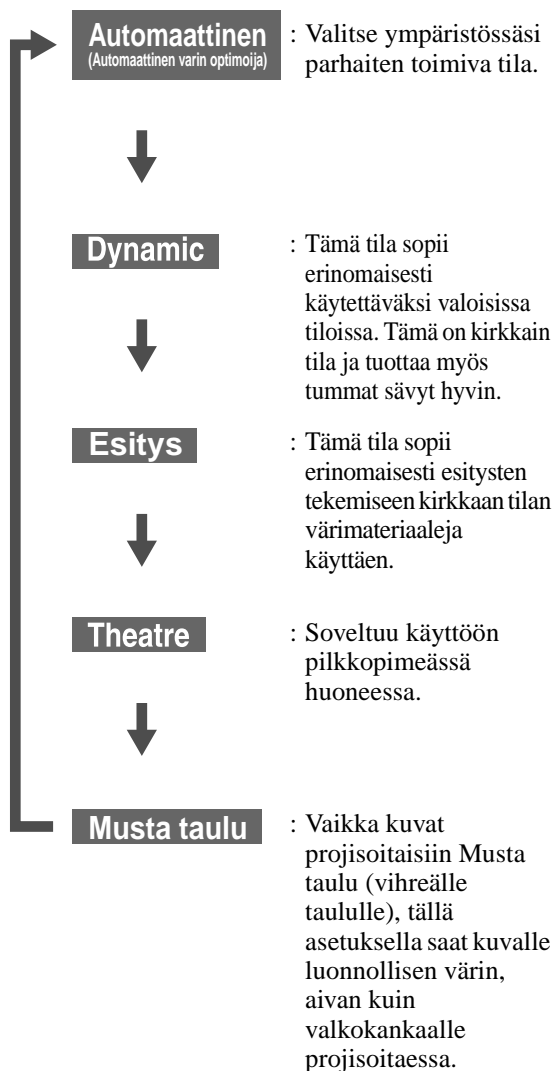 Automaattinen
(Automaattinen varin optimoija)
: Valitse ympäristössäsi
parhaiten toimiva tila.
Dynamic
: Tämä tila sopii
erinomaisesti
käytettäväksi valoisissa
tiloissa. Tämä on kirkkain
tila ja tuottaa myös
tummat sävyt hyvin.
Esitys
: Tämä tila sopii
erinomaisesti esitysten
tekemiseen kirkkaan tilan
värimateriaaleja
käyttäen.
Theatre
: Soveltuu käyttöön
pilkkopimeässä
huoneessa.
Musta taulu
: Vaikka kuvat
projisoitaisiin Musta
taulu (vihreälle
taululle), tällä
asetuksella saat kuvalle
luonnollisen värin,
aivan kuin
valkokankaalle
projisoitaessa.